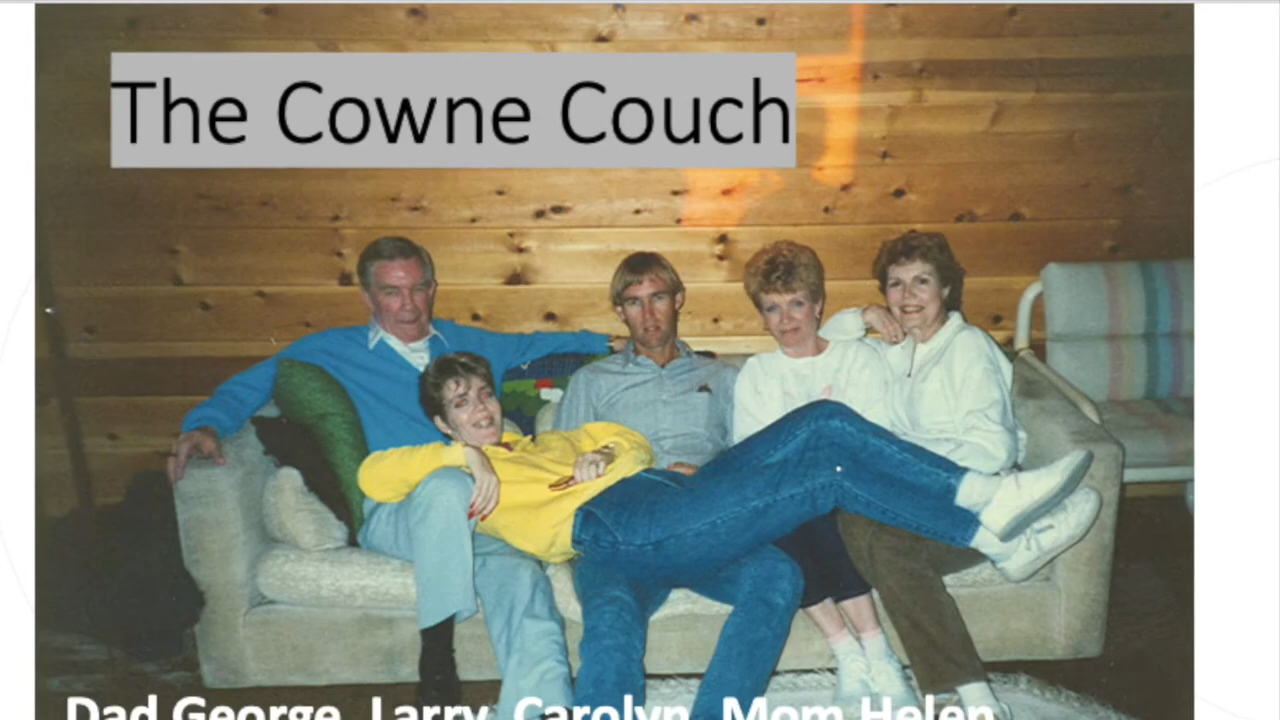 The Cowne Couch
Dad George, Larry, Carolyn, Mom Helen